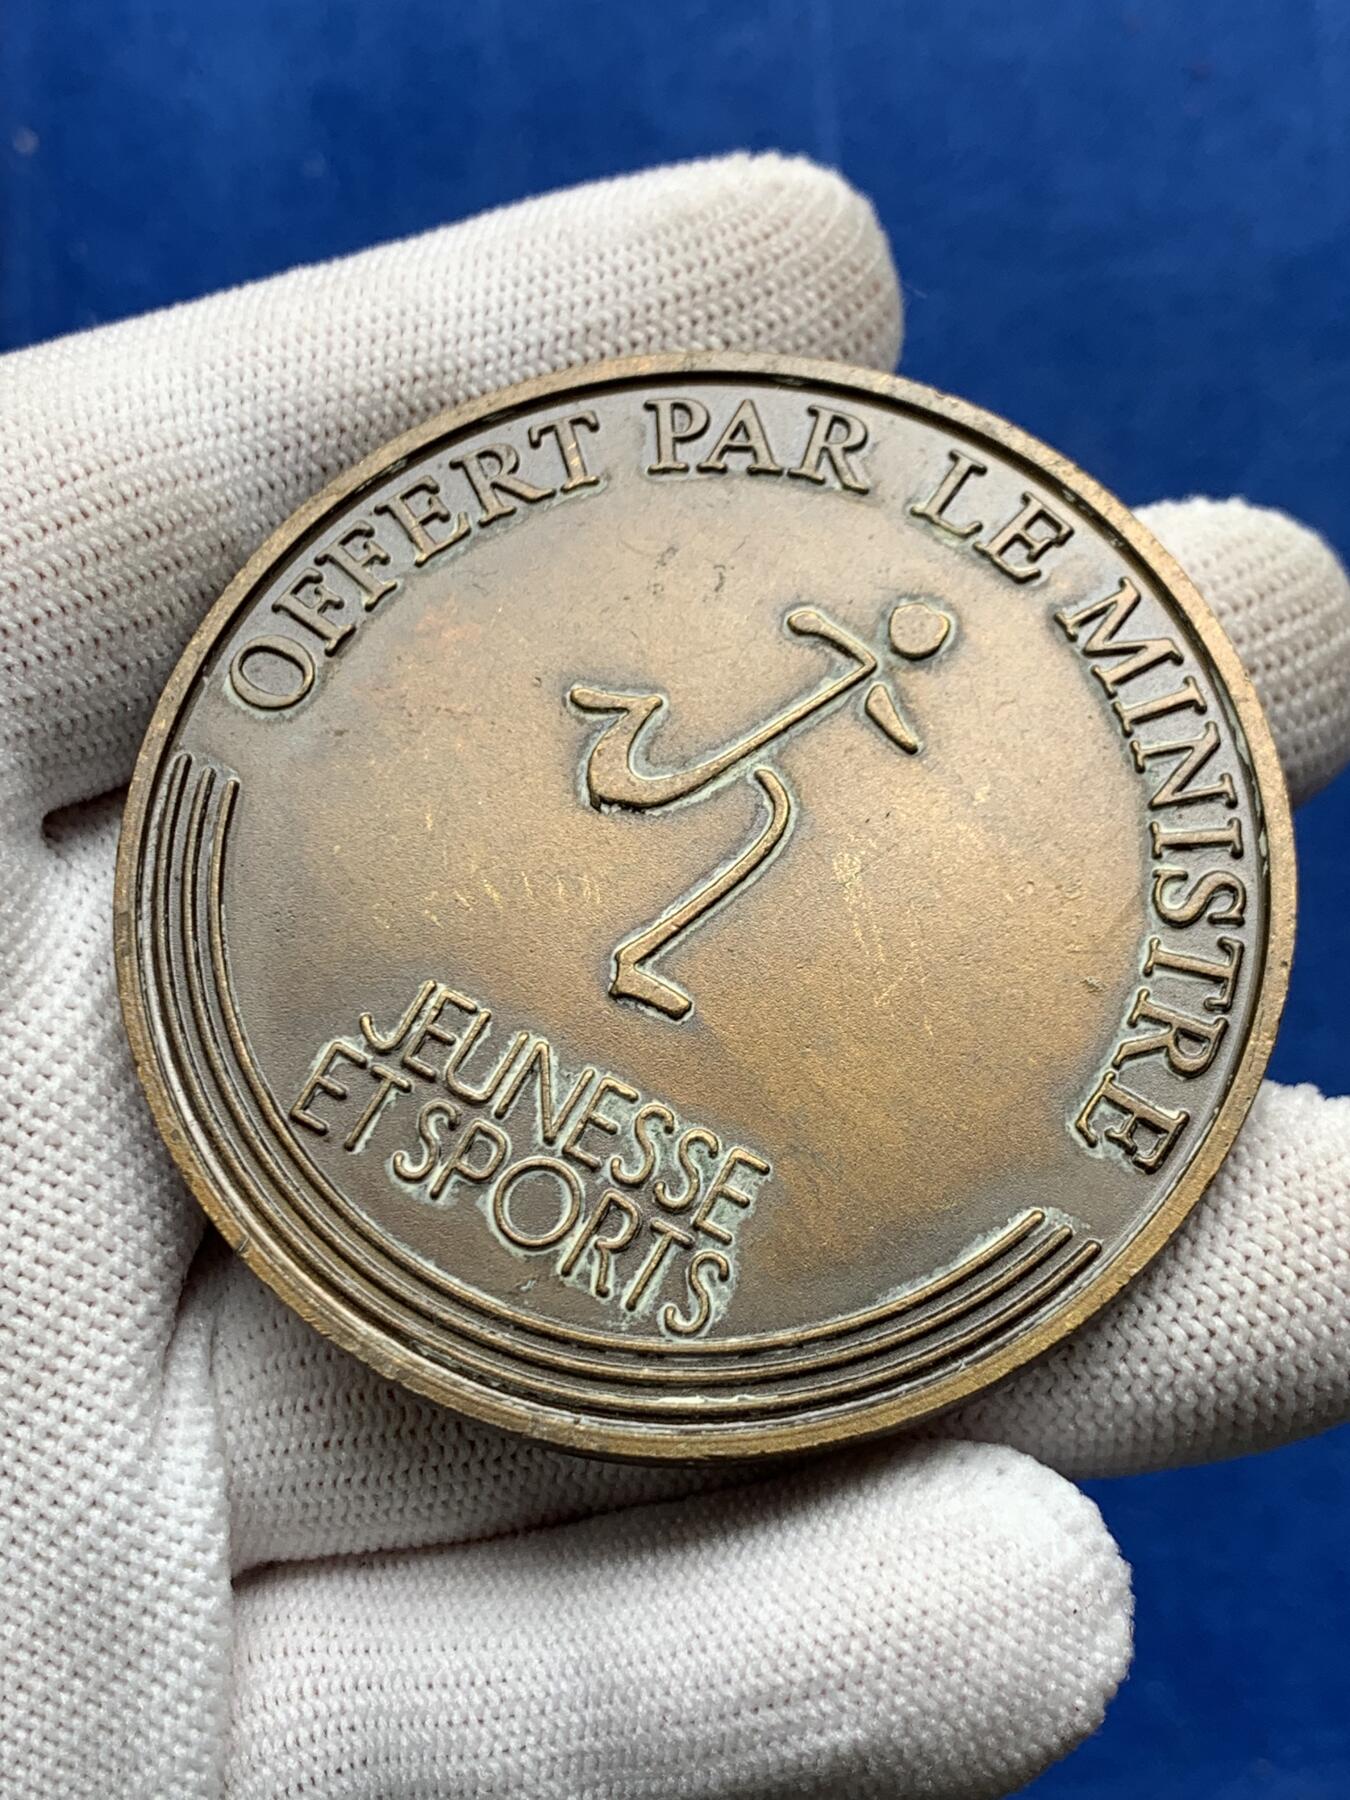 OFFERT PAR LE MINISTRE
JEUNESSE
ET SPORTS